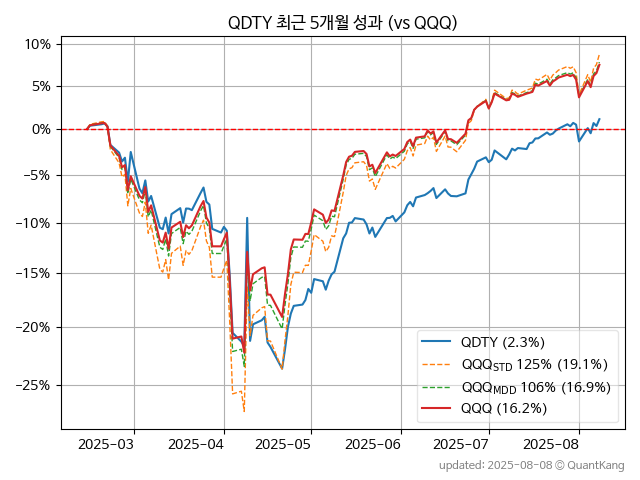 QDTY 최근 5개월 성과 (vs QQQ)
10%
5%
0%
−5%
−10%
−15%
−20%
−25%
QDTY (2.3%)
QQQSTD 125% (19.1%)
QQQMDD 106% (16.9%)
QQQ (16.2%)
2025−03
2025−04
2025−05
2025−06
2025−07
2025−08
updated: 2025-08-08 © QuantKang